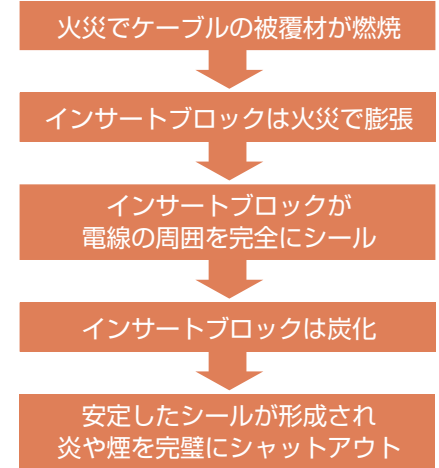 火災でケーブルの被覆材が燃焼
インサートブロックは火災で膨張
インサートブロックが
電線の周囲を完全にシール
インサートブロックは炭化
安定したシールが形成され
炎や煙を完璧にシャットアウト